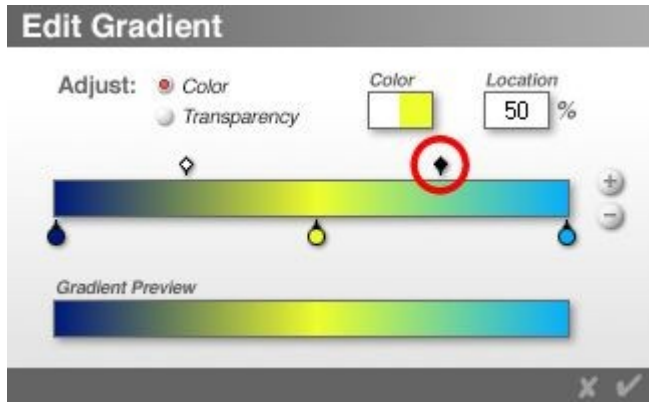 Edit Gradient
Adjust: Color Color Location
Transparency 50 %
Gradient Preview